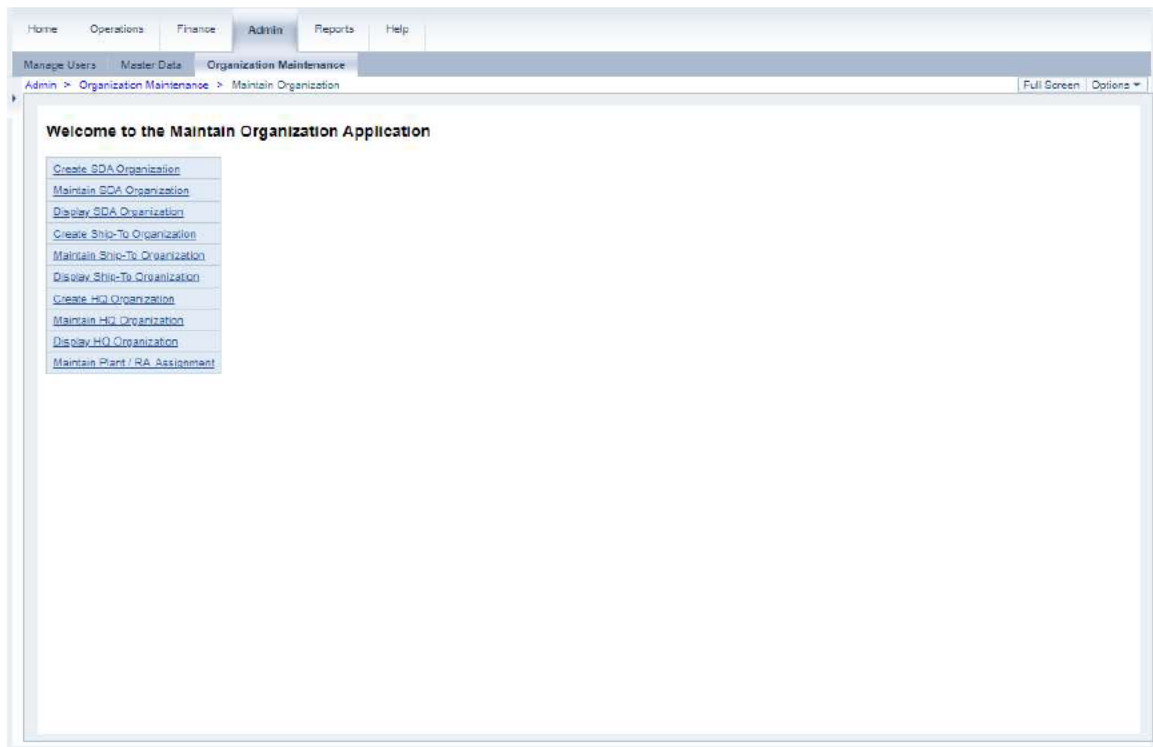 Home Operations Finance Admin Reports Help
Manage Users Master Data Organization Maintenance
Admin > Organization Maintenance > Maintain Organization Full Screen Options
Welcome to the Maintain Organization Application
Create SDA Organization
Maintain SDA Organization
Display SDA Organization
Create Ship-To Organization
Maintain Ship-To Organization
Display Ship-To Organization
Create HQ Organization
Maintain HQ Organization
Display HQ Organization
Maintain Plant / RA Assignment